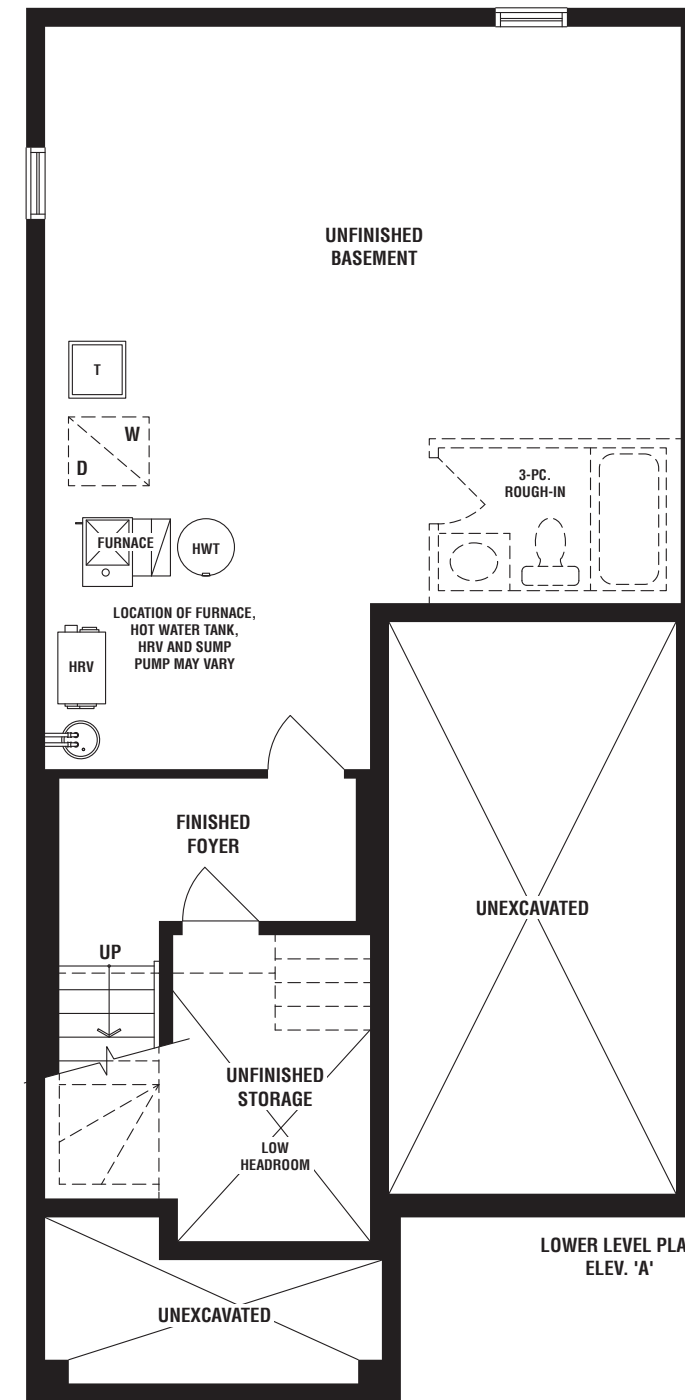 UNFINISHED
BASEMENT
T
W
D
3-PC.
ROUGH-IN
FURNACE
HWT
LOCATION OF FURNACE,
HOT WATER TANK,
HRV AND SUMP
PUMP MAY VARY
HRV
FINISHED
FOYER
UNEXCAVATED
UP
UNFINISHED
STORAGE
LOW
HEADROOM
LOWER LEVEL PLA
ELEV. 'A'
UNEXCAVATED